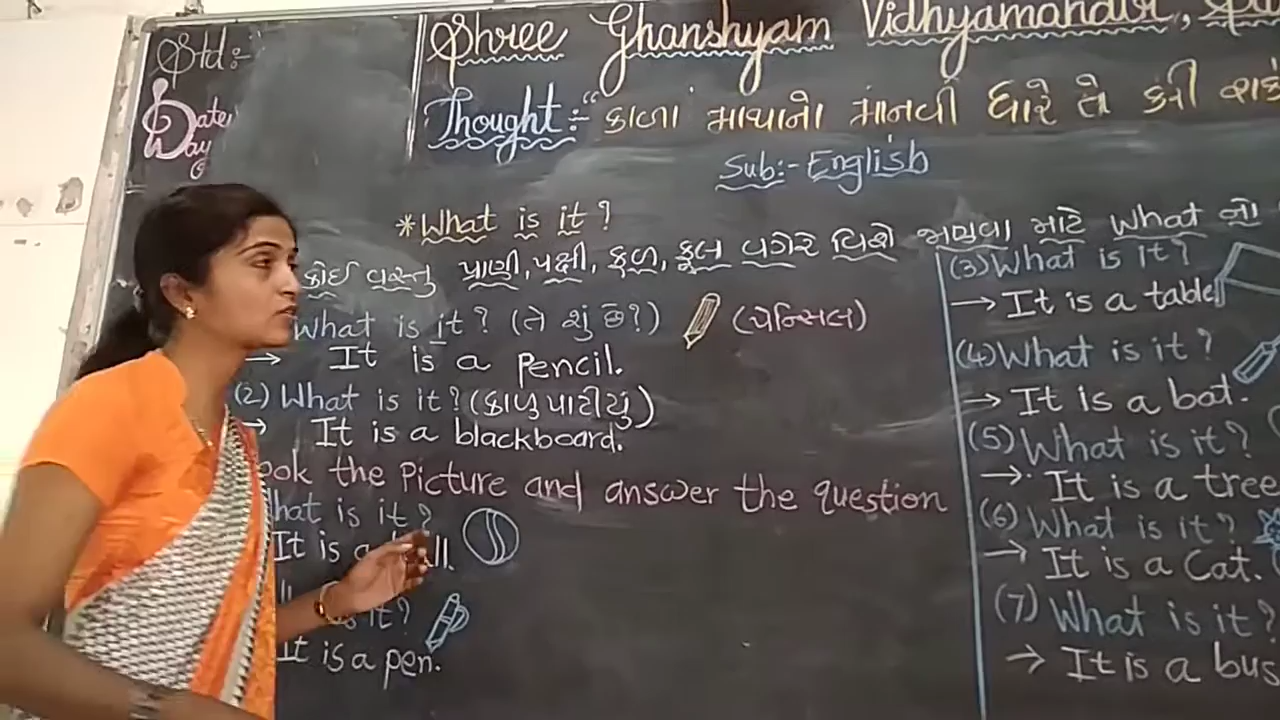 Std:-
Date
Day
Shree Ghanshyam Vidhyamandir,
Thought:- “કાળા માથાનો માનવી ધારે તે કરી શકે
Sub:- English
*What is it?
કોઈ વસ્તુ પ્રાણી, પક્ષી, ફળ, ફૂલ વગેરે વિશે જાણવા માટે What નો
What is it? (તે શું છે?) (પેન્સિલ)
→ It is a pencil.
(2) What is it? (કાળુ પાટીયું)
→ It is a blackboard.
ook the Picture and answer the question
hat is it?
It is a ball.
is it?
It is a pen.
(3) What is it?
→ It is a table
(4) What is it?
→ It is a bat.
(5) What is it?
→ It is a tree
(6) What is it?
→ It is a Cat.
(7) What is it?
→ It is a bus